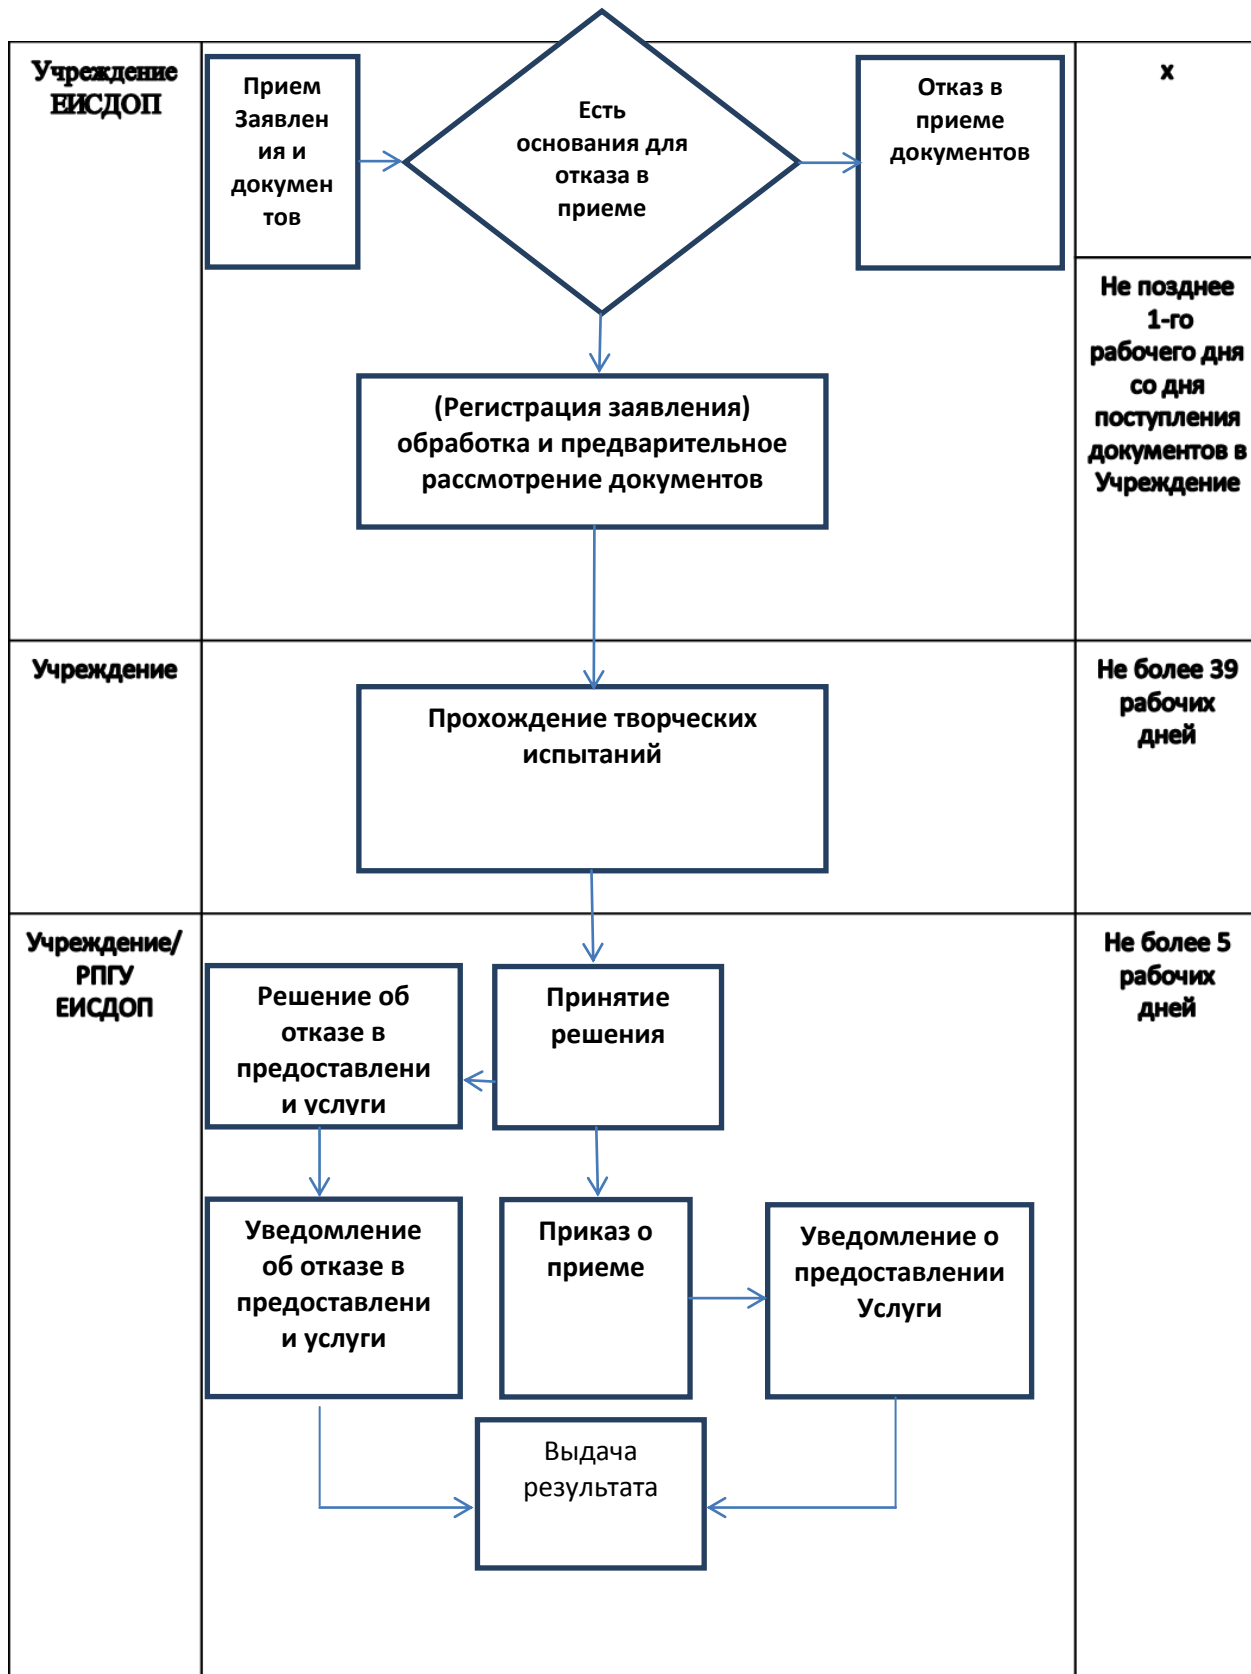 Учреждение
ЕИСДОП
Прием
Заявлен
ия и
докумен
тов
Есть
основания для
отказа в
приеме
Отказ в
приеме
документов
х
Не позднее
1-го
рабочего дня
со дня
поступления
документов в
Учреждение
(Регистрация заявления)
обработка и предварительное
рассмотрение документов
Учреждение
Прохождение творческих
испытаний
Не более 39
рабочих
дней
Учреждение/
РПГУ
ЕИСДОП
Решение об
отказе в
предоставлени
и услуги
Принятие
решения
Не более 5
рабочих
дней
Уведомление
об отказе в
предоставлени
и услуги
Приказ о
приеме
Уведомление о
предоставлении
Услуги
Выдача
результата